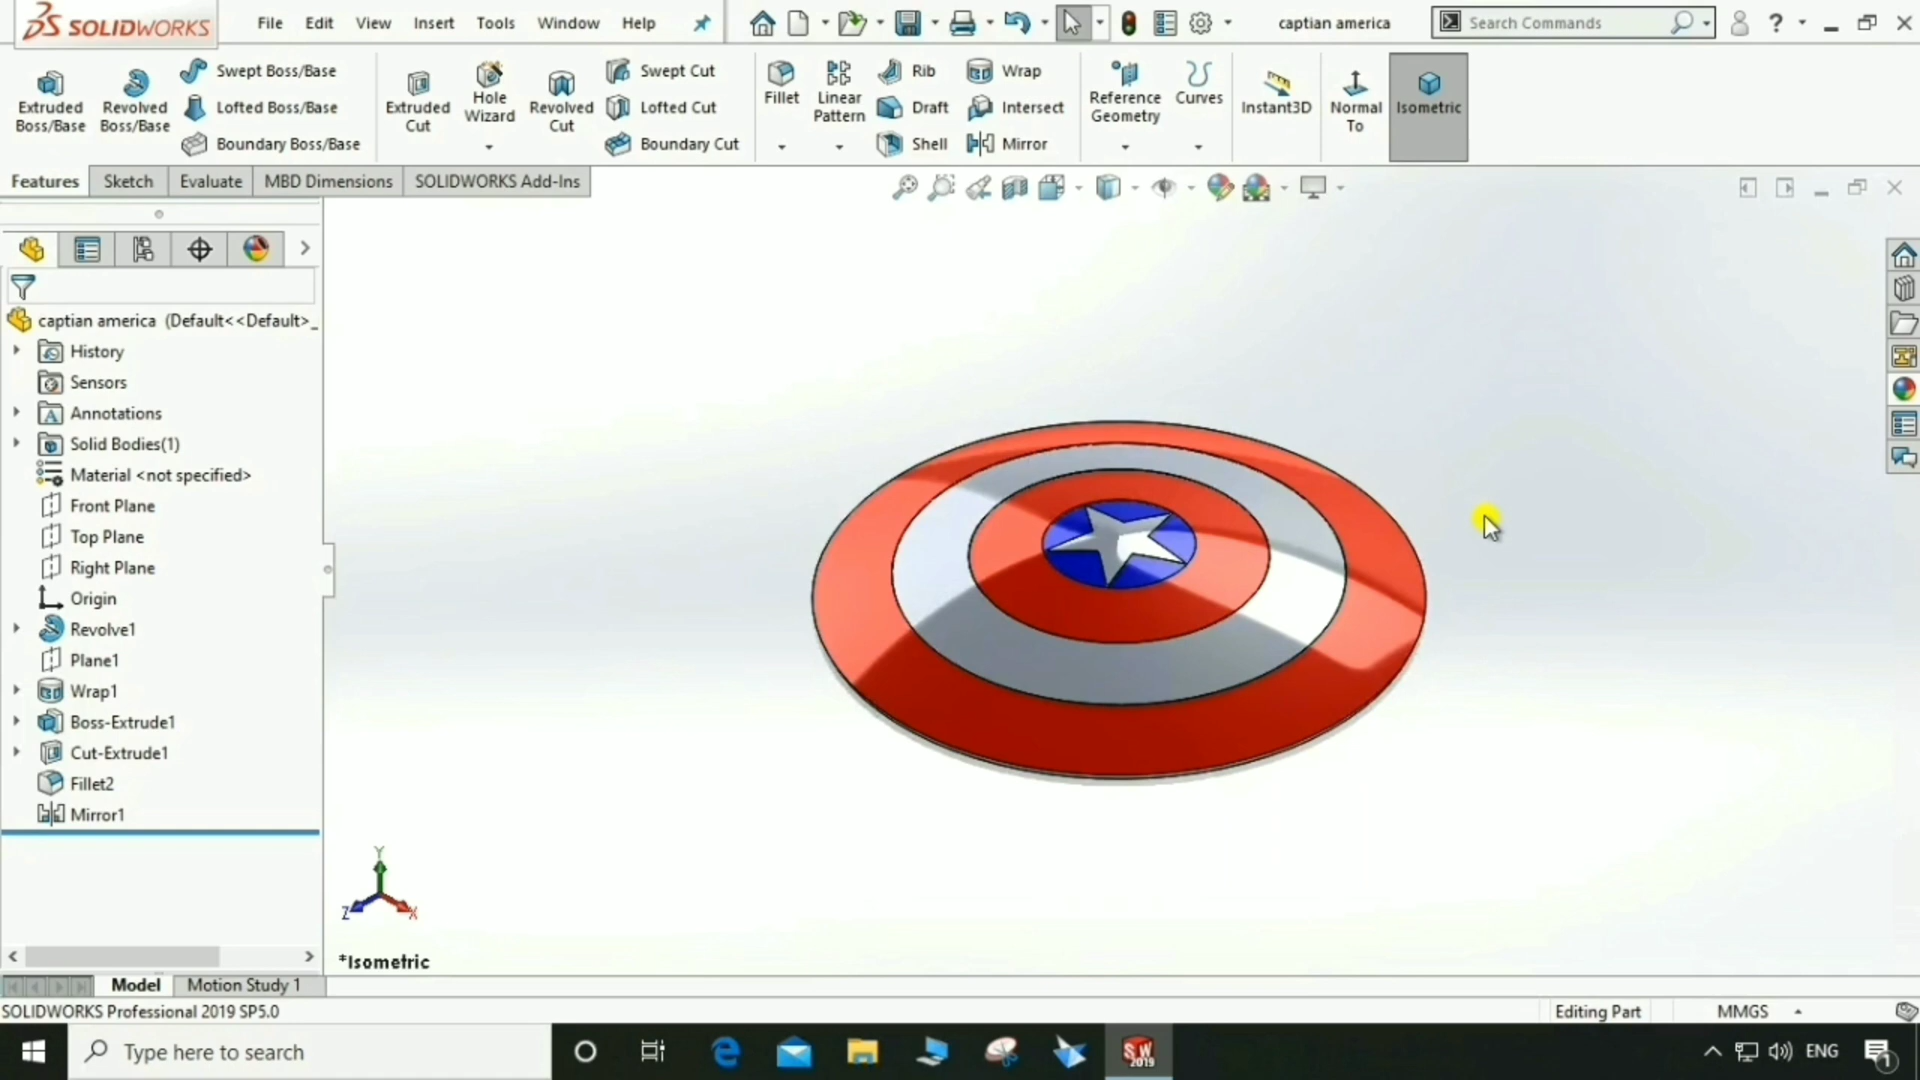 SOLIDWORKS
File Edit View Insert Tools Window Help
captian america
Search Commands
?
Extruded Boss/Base
Revolved Boss/Base
Swept Boss/Base
Lofted Boss/Base
Boundary Boss/Base
Extruded Cut
Hole Wizard
Revolved Cut
Swept Cut
Lofted Cut
Boundary Cut
Fillet
Linear Pattern
Rib
Draft
Shell
Wrap
Intersect
Mirror
Reference Geometry
Curves
Instant3D
Normal To
Isometric
Features Sketch Evaluate MBD Dimensions SOLIDWORKS Add-Ins
captian america (Default<<Default>_
History
Sensors
Annotations
Solid Bodies(1)
Material <not specified>
Front Plane
Top Plane
Right Plane
Origin
Revolve1
Plane1
Wrap1
Boss-Extrude1
Cut-Extrude1
Fillet2
Mirror1
Y
Z X
*Isometric
Model Motion Study 1
SOLIDWORKS Professional 2019 SP5.0
Editing Part MMGS
Type here to search
SW 2019
ENG
1